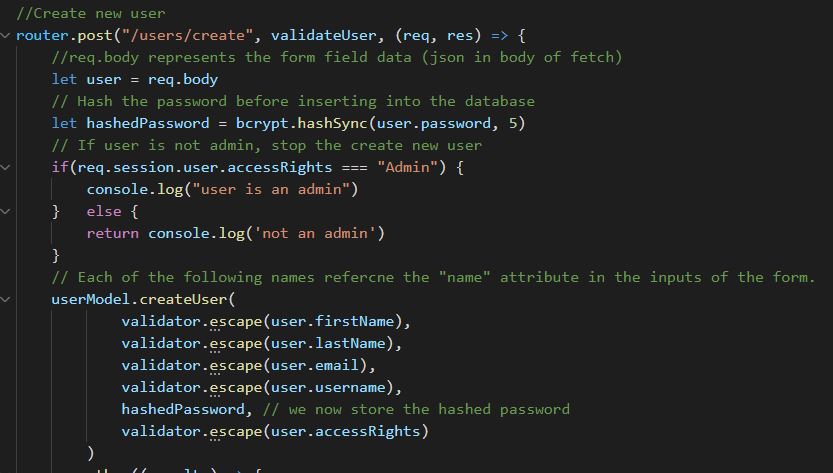 //Create new user
router.post("/users/create", validateUser, (req, res) => {
//req.body represents the form field data (json in body of fetch)
let user = req.body
// Hash the password before inserting into the database
let hashedPassword = bcrypt.hashSync(user.password, 5)
// If user is not admin, stop the create new user
if(req.session.user.accessRights === "Admin") {
console.log("user is an admin")
} else {
return console.log('not an admin')
}
// Each of the following names refercne the "name" attribute in the inputs of the form.
userModel.createUser(
validator.escape(user.firstName),
validator.escape(user.lastName),
validator.escape(user.email),
validator.escape(user.username),
hashedPassword, // we now store the hashed password
validator.escape(user.accessRights)
)